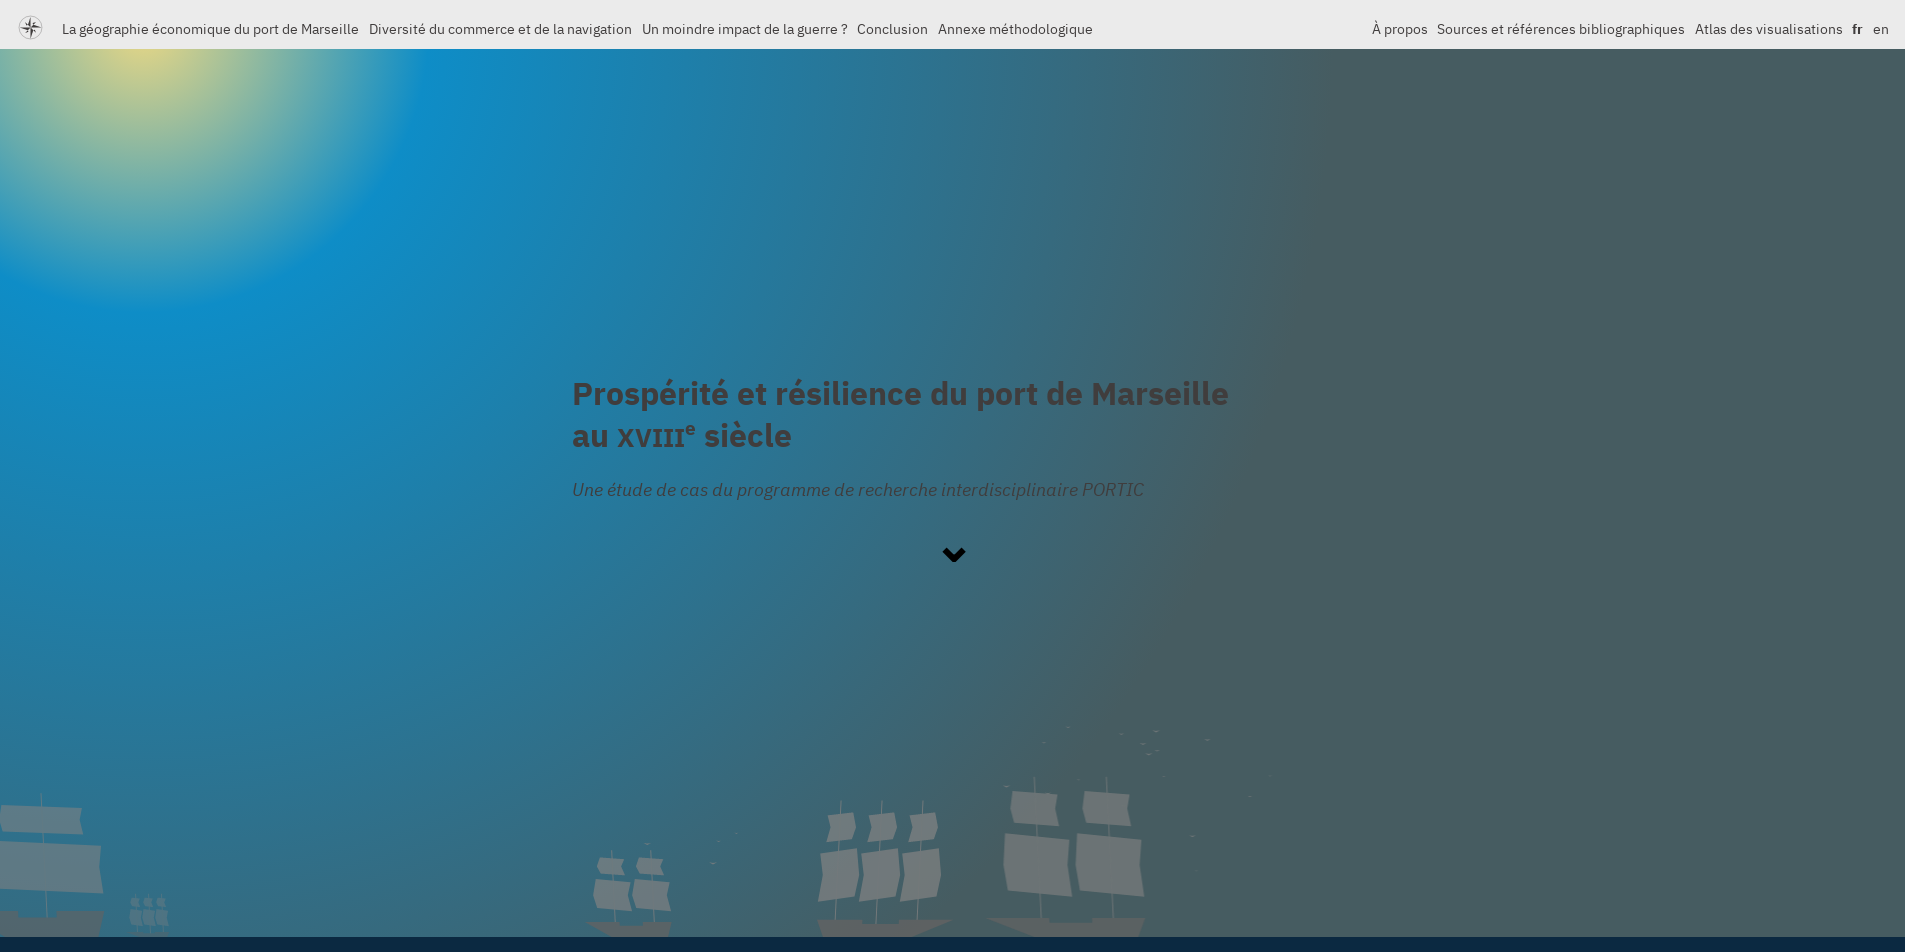 La géographie économique du port de Marseille Diversité du commerce et de la navigation Un moindre impact de la guerre ? Conclusion Annexe méthodologique À propos Sources et références bibliographiques Atlas des visualisations fr en
Prospérité et résilience du port de Marseille
au XVIIIe siècle
Une étude de cas du programme de recherche interdisciplinaire PORTIC